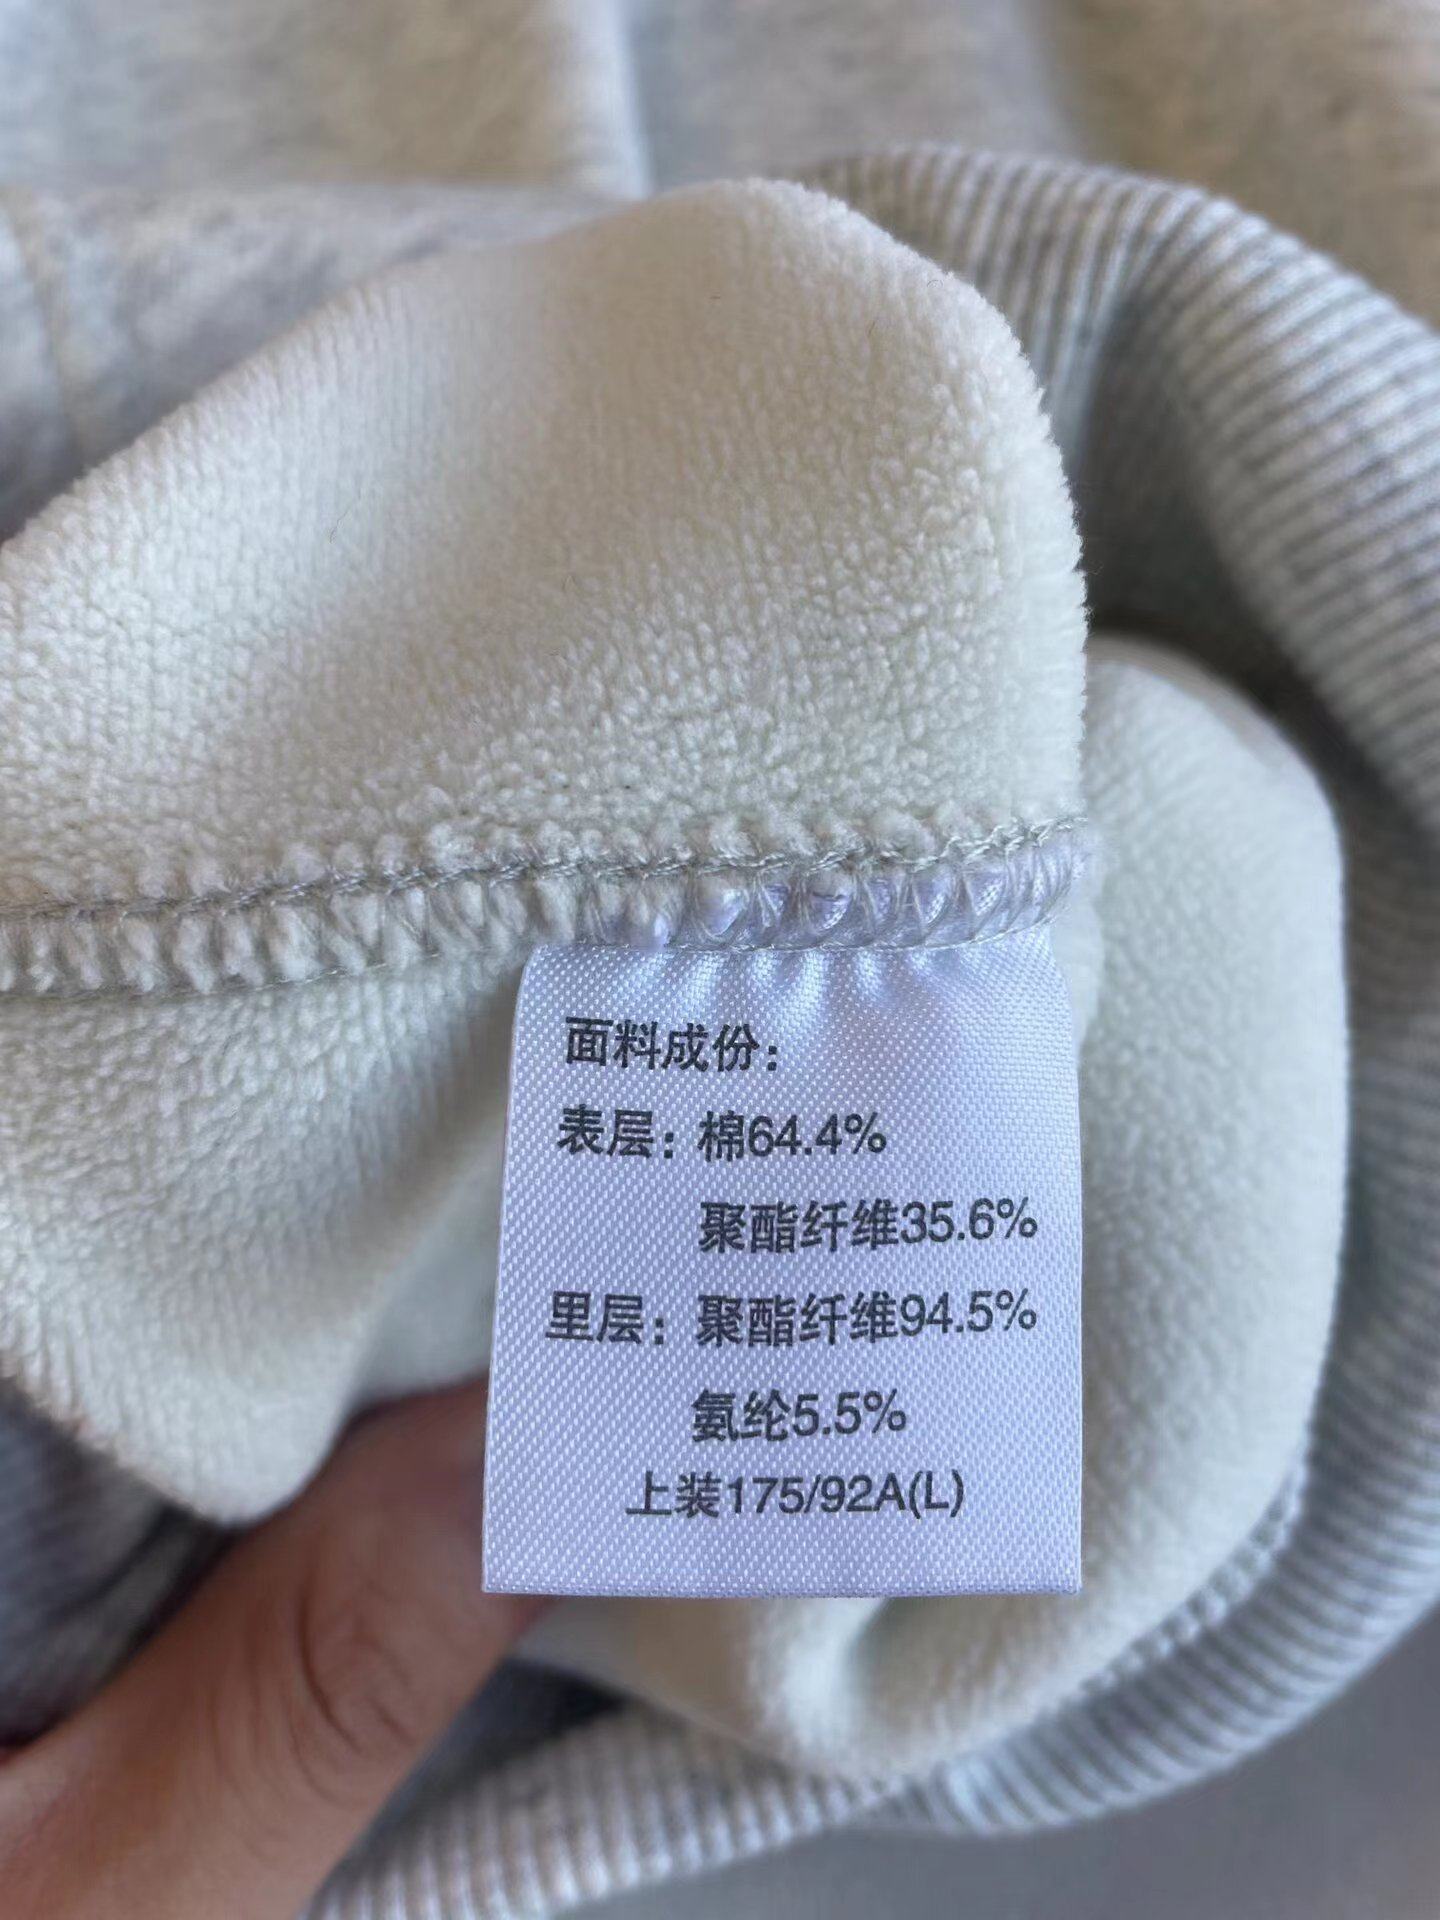 面料成份:
表层: 棉64.4%
聚酯纤维35.6%
里层: 聚酯纤维94.5%
氨纶5.5%
上装175/92A(L)